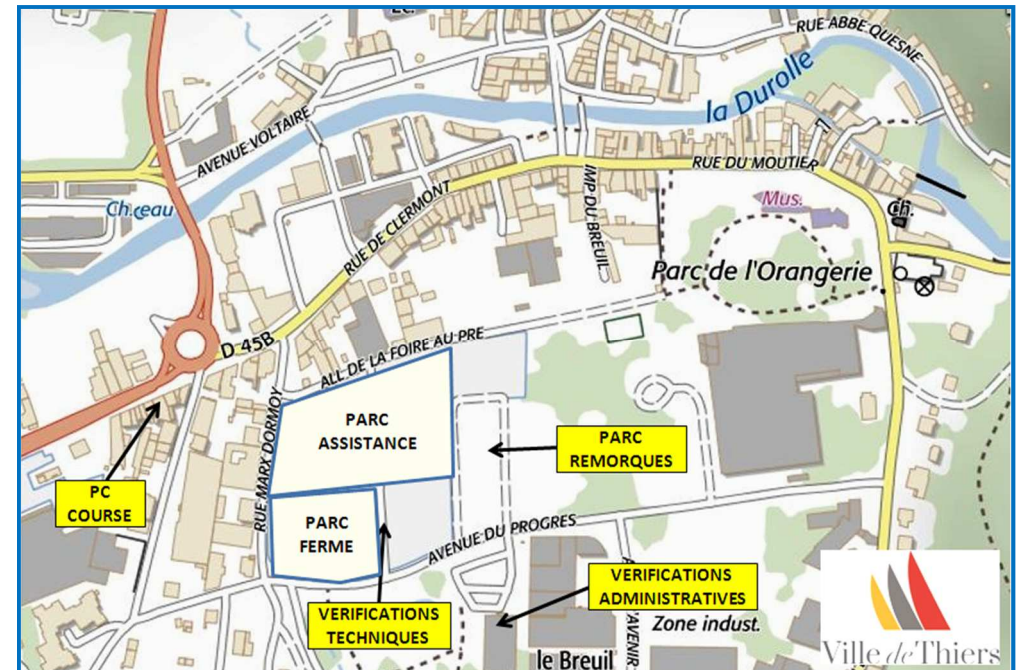 RUE ABBE QUESNE
la Durolle
AVENUE VOLTAIRE
RUE DU MOUTIER
Ch.
eau
RUE DE CLERMONT
IMP DU BREUIL
Mus.
Ch.
Parc de l'Orangerie
D 45B
ALL DE LA FOIRE AU PRE
RUE MARX DORMOY
PARC
ASSISTANCE
PARC
REMORQUES
PC
COURSE
PARC
FERME
AVENUE DU PROGRES
VERIFICATIONS
TECHNIQUES
VERIFICATIONS
ADMINISTRATIVES
Zone indust.
le Breuil
Ville de Thiers